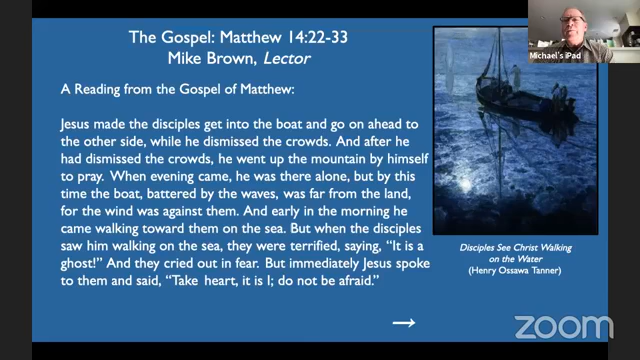 The Gospel: Matthew 14:22-33
Mike Brown, Lector
A Reading from the Gospel of Matthew:
Jesus made the disciples get into the boat and go on ahead to
the other side, while he dismissed the crowds. And after he
had dismissed the crowds, he went up the mountain by himself
to pray. When evening came, he was there alone, but by this
time the boat, battered by the waves, was far from the land,
for the wind was against them. And early in the morning he
came walking toward them on the sea. But when the disciples
saw him walking on the sea, they were terrified, saying, “It is a
ghost!” And they cried out in fear. But immediately Jesus spoke
to them and said, “Take heart, it is I; do not be afraid.”
→
Michael's iPad
Disciples See Christ Walking
on the Water
(Henry Ossawa Tanner)
zoom